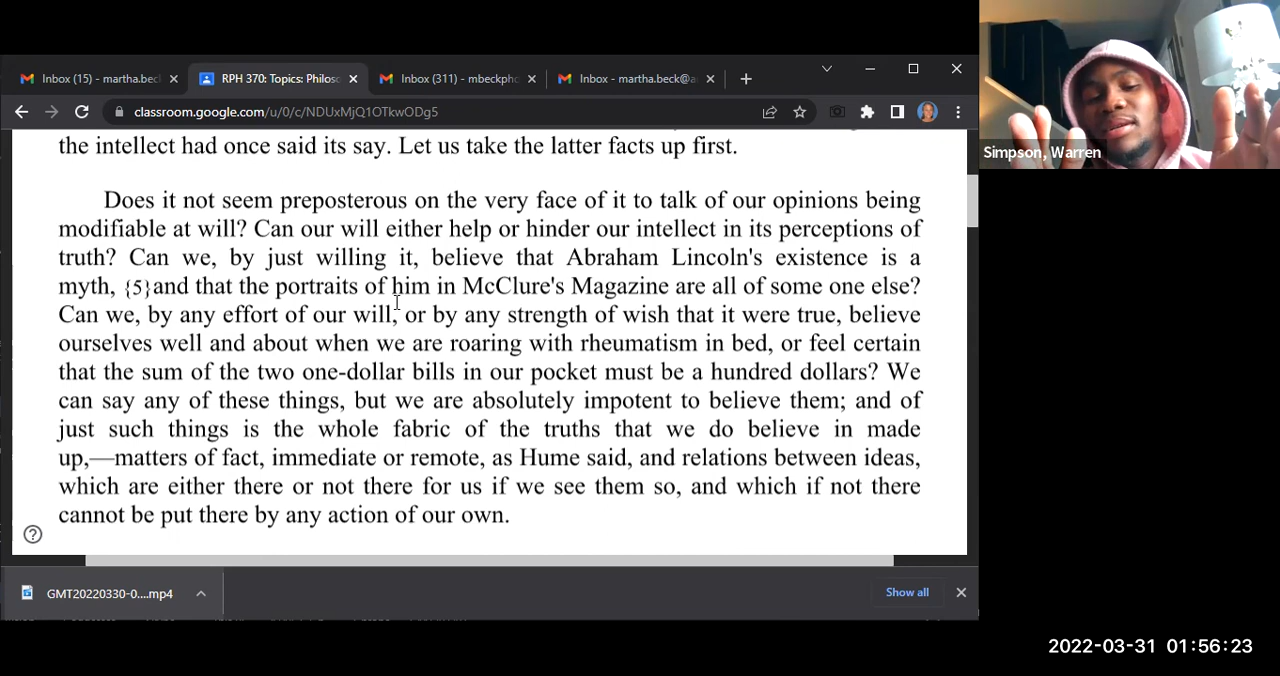 Inbox (15) - martha.bec
RPH 370: Topics: Philoso
Inbox (311) - mbeckpho
Inbox - martha.beck@a
classroom.google.com/u/0/c/NDUxMjQ1OTkwODg5
the intellect had once said its say. Let us take the latter facts up first.
Does it not seem preposterous on the very face of it to talk of our opinions being
modifiable at will? Can our will either help or hinder our intellect in its perceptions of
truth? Can we, by just willing it, believe that Abraham Lincoln's existence is a
myth, {5}and that the portraits of him in McClure's Magazine are all of some one else?
Can we, by any effort of our will, or by any strength of wish that it were true, believe
ourselves well and about when we are roaring with rheumatism in bed, or feel certain
that the sum of the two one-dollar bills in our pocket must be a hundred dollars? We
can say any of these things, but we are absolutely impotent to believe them; and of
just such things is the whole fabric of the truths that we do believe in made
up,—matters of fact, immediate or remote, as Hume said, and relations between ideas,
which are either there or not there for us if we see them so, and which if not there
cannot be put there by any action of our own.
GMT20220330-0....mp4
Show all
Simpson, Warren
2022-03-31 01:56:23